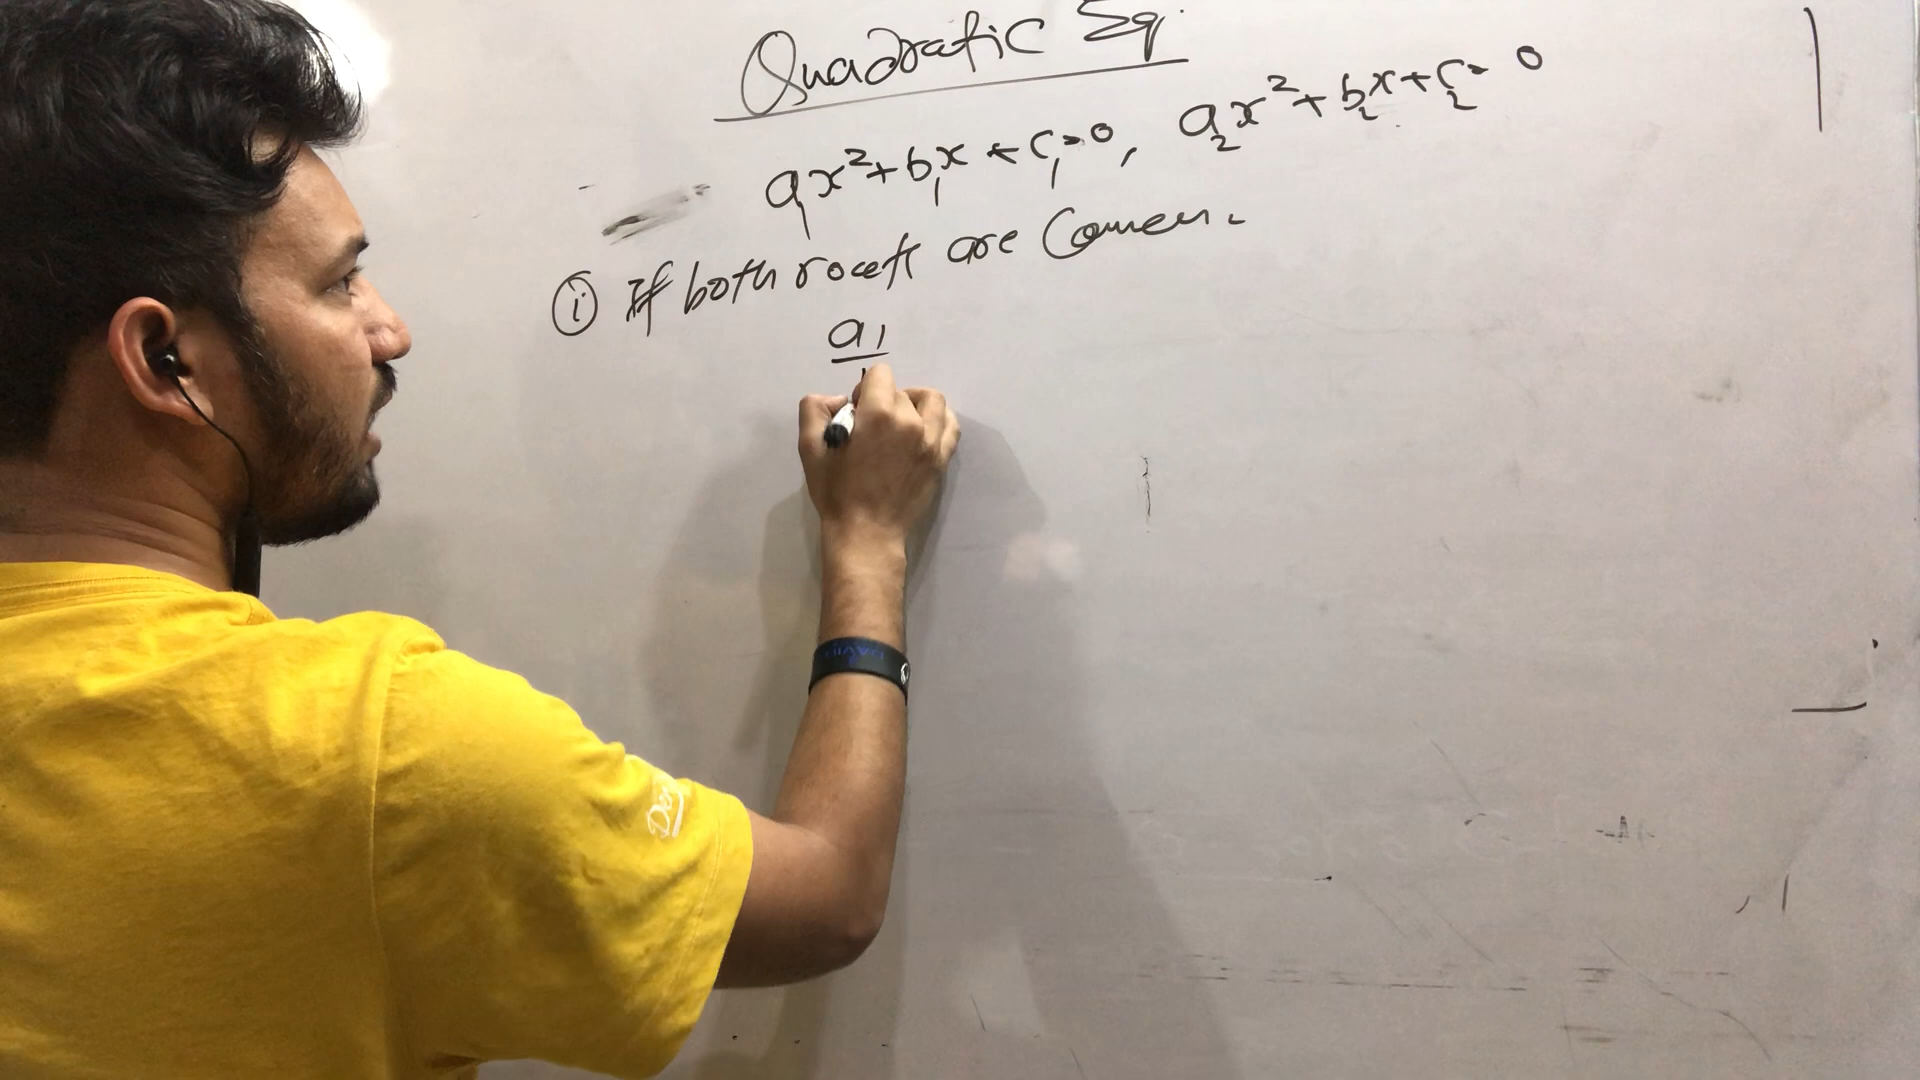 Quadratic Eq.
a₁x²+b₁x+c₁=0, a₂x²+b₂x+c₂=0
① If both roots are Common.
a₁